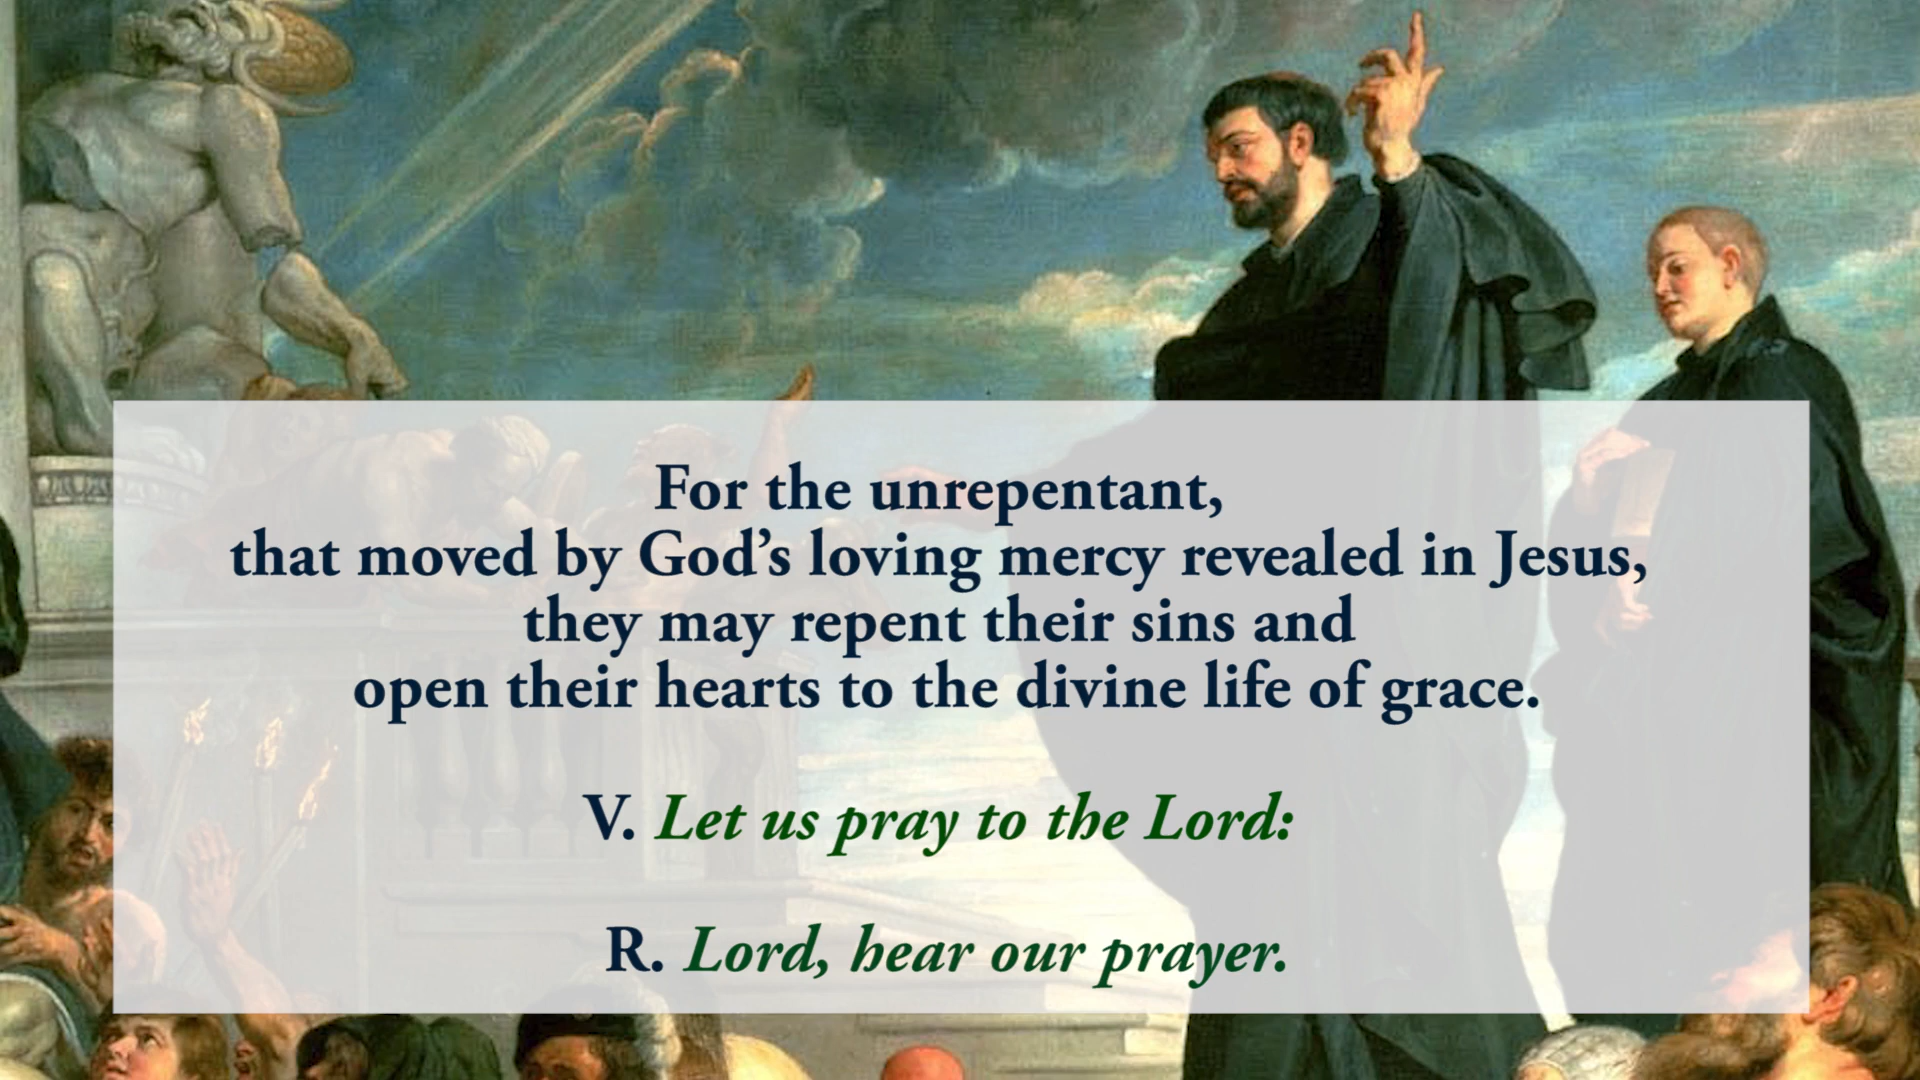 For the unrepentant,
that moved by God’s loving mercy revealed in Jesus,
they may repent their sins and
open their hearts to the divine life of grace.
V. Let us pray to the Lord:
R. Lord, hear our prayer.